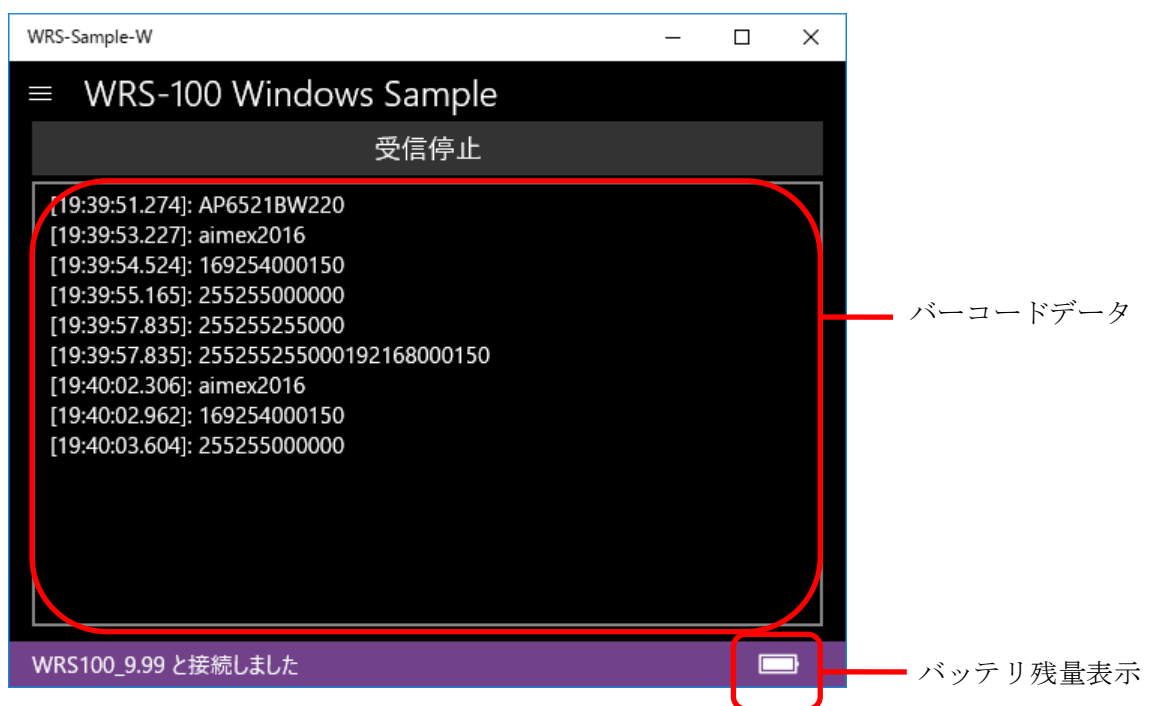 WRS-Sample-W
WRS-100 Windows Sample
受信停止
[19:39:51.274]: AP6521BW220
[19:39:53.227]: aimex2016
[19:39:54.524]: 169254000150
[19:39:55.165]: 255255000000
[19:39:57.835]: 255255255000
[19:39:57.835]: 255255255000192168000150
[19:40:02.306]: aimex2016
[19:40:02.962]: 169254000150
[19:40:03.604]: 255255000000
バーコードデータ
WRS100_9.99 と接続しました
バッテリ残量表示